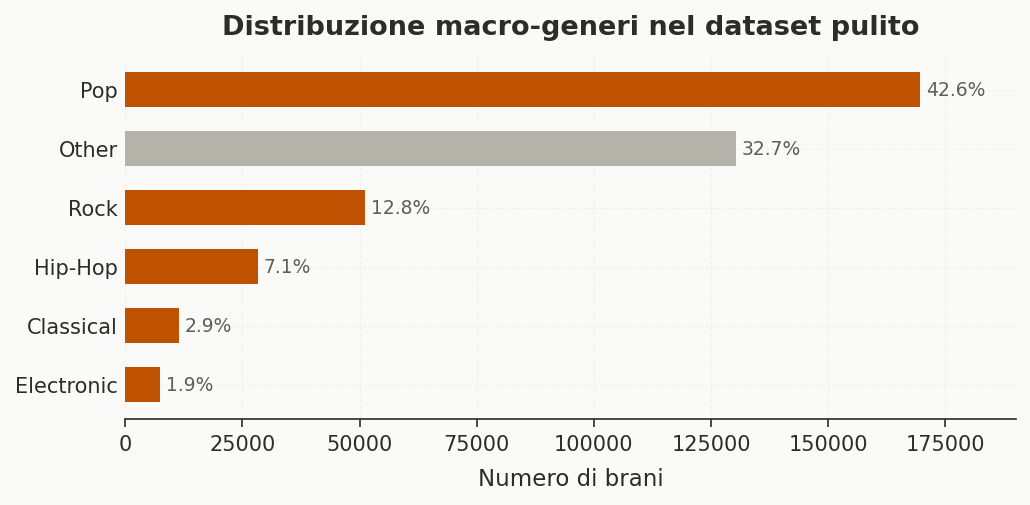 Distribuzione macro-generi nel dataset pulito
Pop 42.6%
Other 32.7%
Rock 12.8%
Hip-Hop 7.1%
Classical 2.9%
Electronic 1.9%
0 25000 50000 75000 100000 125000 150000 175000
Numero di brani